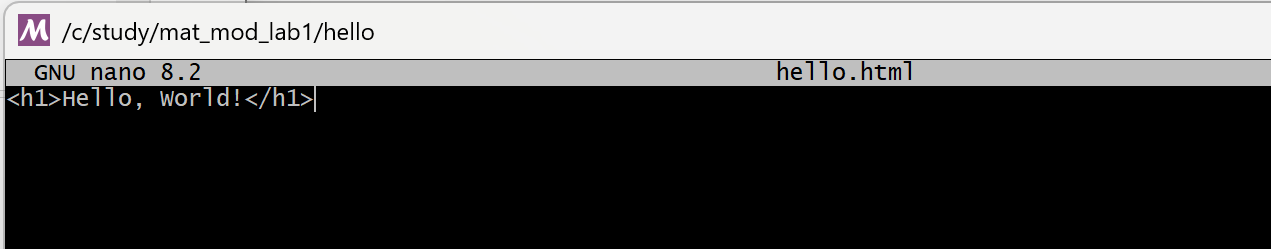 /c/study/mat_mod_lab1/hello
GNU nano 8.2 hello.html
<h1>Hello, World!</h1>